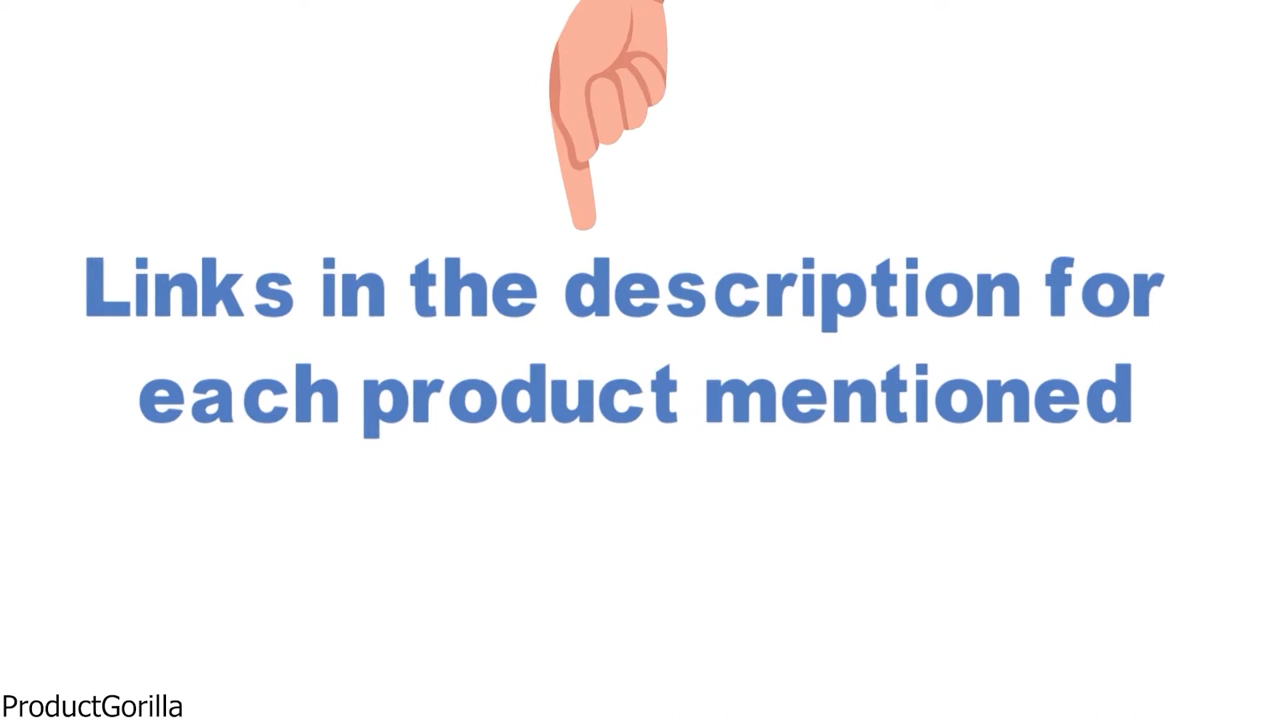 Links in the description for
each product mentioned
ProductGorilla